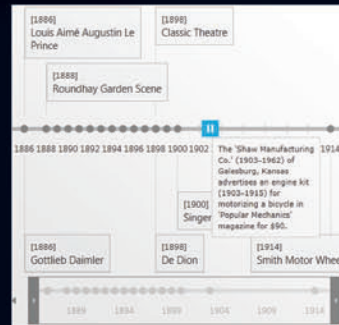 [1886]
Louis Aimé Augustin Le
Prince
[1898]
Classic Theatre
[1888]
Roundhay Garden Scene
1886 1888 1890 1892 1894 1896 1898 1900 1902
1914
The 'Shaw Manufacturing
Co.' (1903-1962) of
Galesburg, Kansas
advertises an engine kit
(1903-1915) for
motorizing a bicycle in
'Popular Mechanics'
magazine for $90.
[1900]
Singer
[1886]
Gottlieb Daimler
[1898]
De Dion
[1914]
Smith Motor Whee
1889 1894 1899 1904 1909 1914